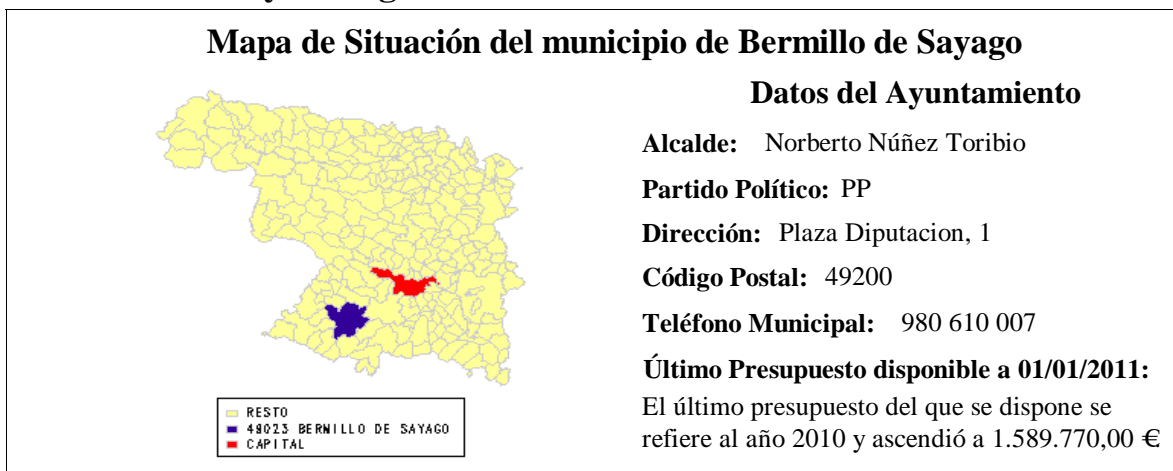 Mapa de Situación del municipio de Bermillo de Sayago
Datos del Ayuntamiento
Alcalde: Norberto Núñez Toribio
Partido Político: PP
Dirección: Plaza Diputacion, 1
Código Postal: 49200
Teléfono Municipal: 980 610 007
Último Presupuesto disponible a 01/01/2011:
El último presupuesto del que se dispone se
refiere al año 2010 y ascendió a 1.589.770,00 €
RESTO
49023 BERMILLO DE SAYAGO
CAPITAL